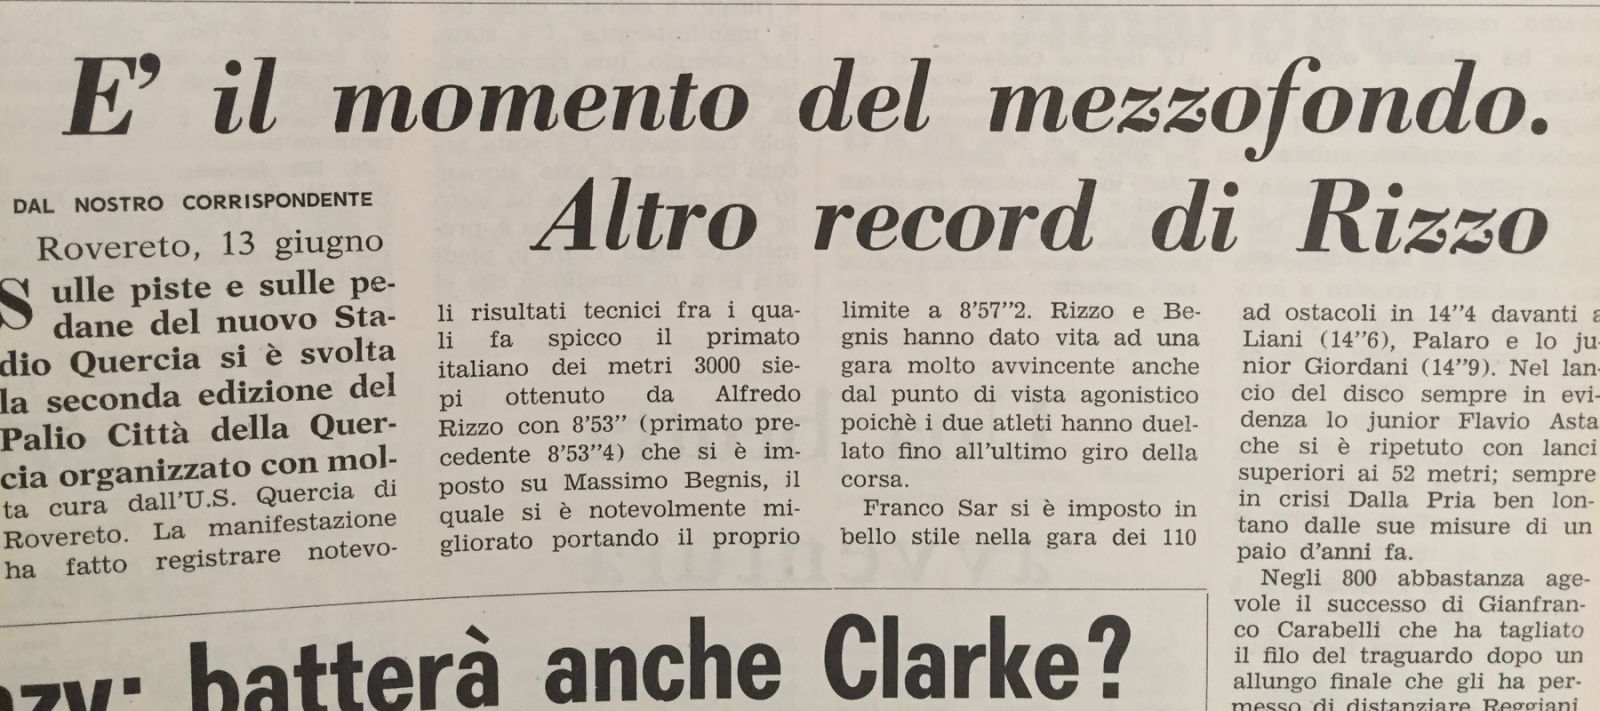 E' il momento del mezzofondo.
Altro record di Rizzo
DAL NOSTRO CORRISPONDENTE
Rovereto, 13 giugno
Sulle piste e sulle pe-
dane del nuovo Sta-
dio Quercia si è svolta
la seconda edizione del
Palio Città della Quer-
cia organizzato con mol-
ta cura dall'U.S. Quercia di
Rovereto. La manifestazione
ha fatto registrare notevo-
li risultati tecnici fra i qua-
li fa spicco il primato
italiano dei metri 3000 sie-
pi ottenuto da Alfredo
Rizzo con 8'53" (primato pre-
cedente 8'53"4) che si è im-
posto su Massimo Begnis, il
quale si è notevolmente mi-
gliorato portando il proprio
limite a 8'57"2. Rizzo e Be-
gnis hanno dato vita ad una
gara molto avvincente anche
dal punto di vista agonistico
poichè i due atleti hanno duel-
lato fino all'ultimo giro della
corsa.
Franco Sar si è imposto in
bello stile nella gara dei 110
ad ostacoli in 14"4 davanti a
Liani (14"6), Palaro e lo ju-
nior Giordani (14"9). Nel lan-
cio del disco sempre in evi-
denza lo junior Flavio Asta
che si è ripetuto con lanci
superiori ai 52 metri; sempre
in crisi Dalla Pria ben lon-
tano dalle sue misure di un
paio d'anni fa.
Negli 800 abbastanza age-
vole il successo di Gianfran-
co Carabelli che ha tagliato
il filo del traguardo dopo un
allungo finale che gli ha per-
messo di distanziare Reggiani
batterà anche Clarke?